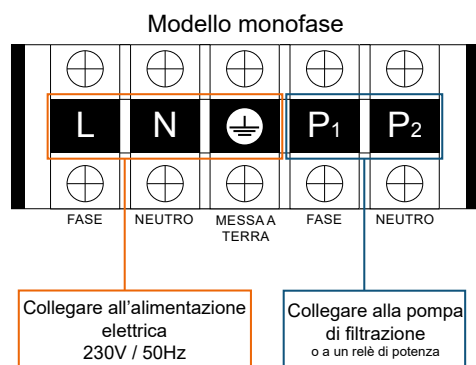 Modello monofase
L N P1 P2
FASE NEUTRO MESSA A TERRA FASE NEUTRO
Collegare all’alimentazione
elettrica
230V / 50Hz
Collegare alla pompa
di filtrazione
o a un relè di potenza